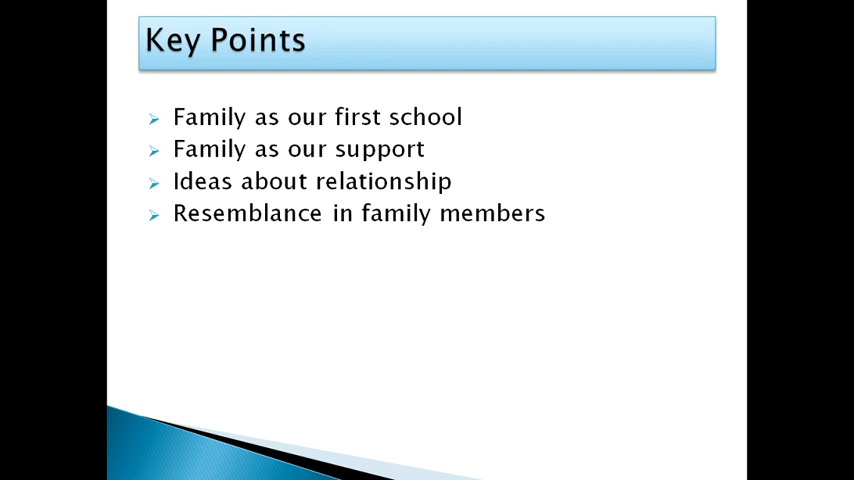 Key Points
Family as our first school
Family as our support
Ideas about relationship
Resemblance in family members